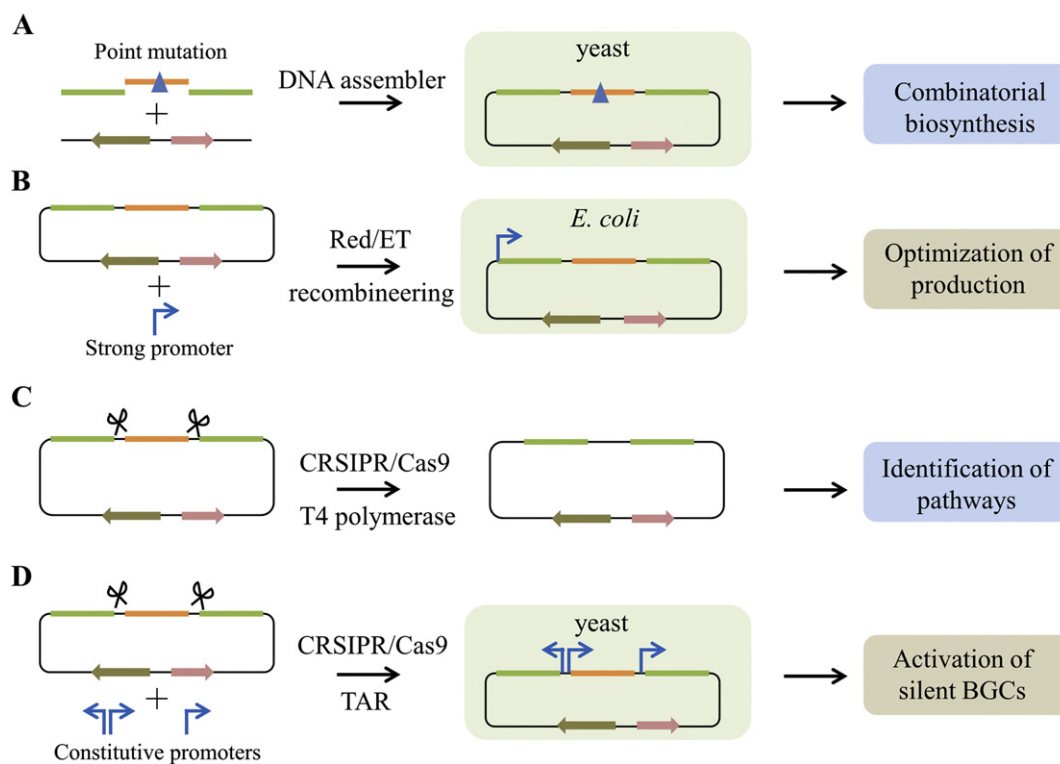 A
Point mutation
+
DNA assembler
yeast
Combinatorial
biosynthesis
B
+
Strong promoter
Red/ET
recombineering
E. coli
Optimization of
production
C
CRSIPR/Cas9
T4 polymerase
Identification of
pathways
D
+
Constitutive promoters
CRSIPR/Cas9
TAR
yeast
Activation of
silent BGCs